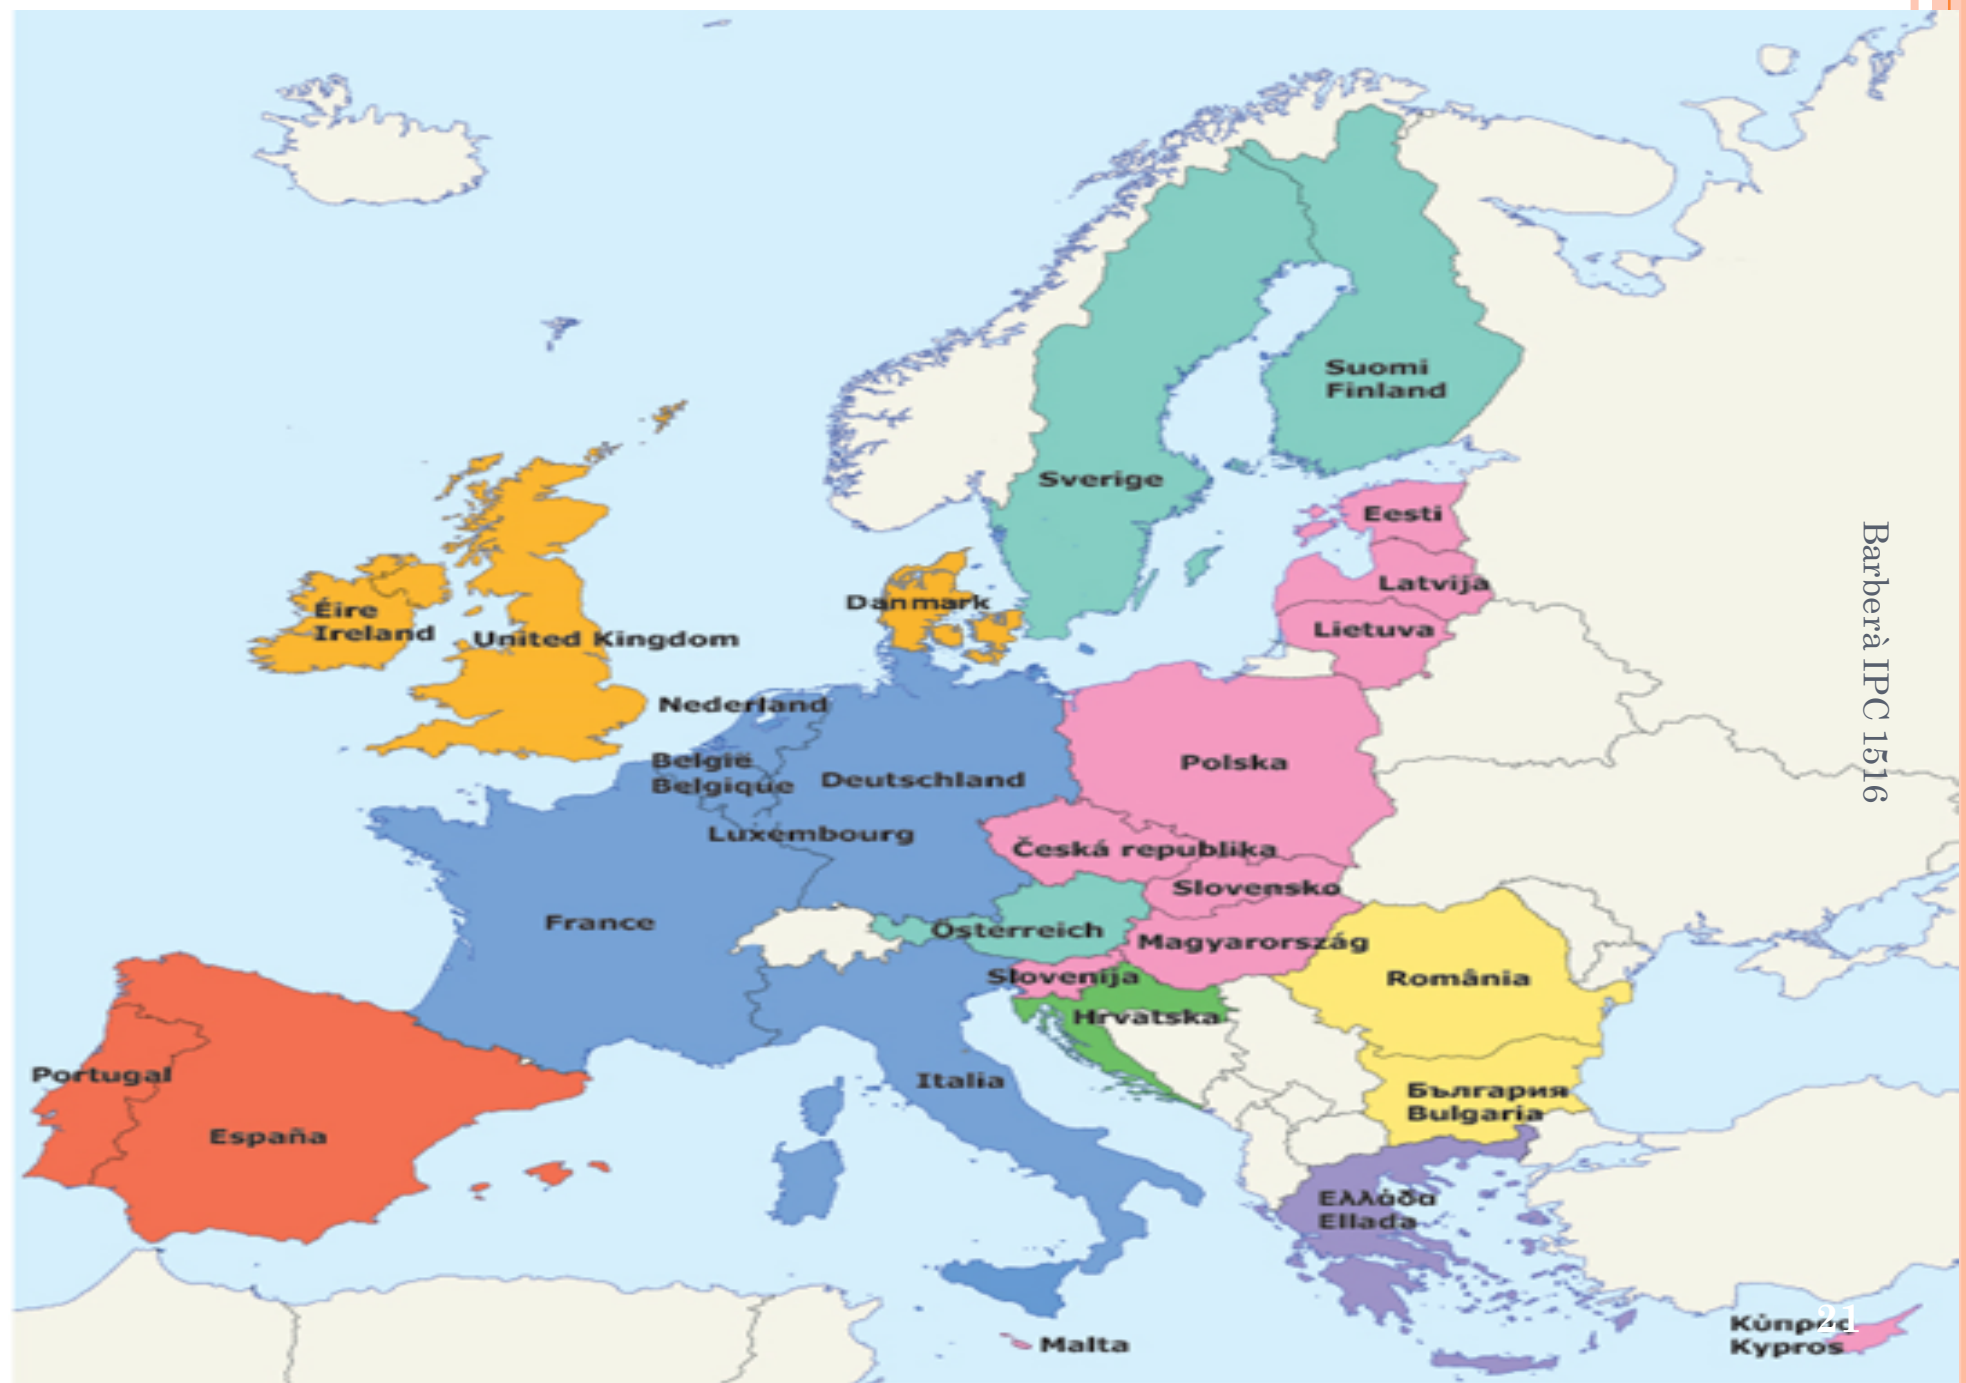 Suomi
Finland
Sverige
Eesti
Latvija
Danmark
Éire
Ireland
United Kingdom
Lietuva
Nederland
België
Belgique
Deutschland
Polska
Luxembourg
Česká republika
Slovensko
France
Österreich
Magyarország
Slovenija
România
Hrvatska
Portugal
Italia
България
Bulgaria
España
Ελλάδα
Ellada
Malta
Κύπρος
Kypros
Barberà IPC 1516
21